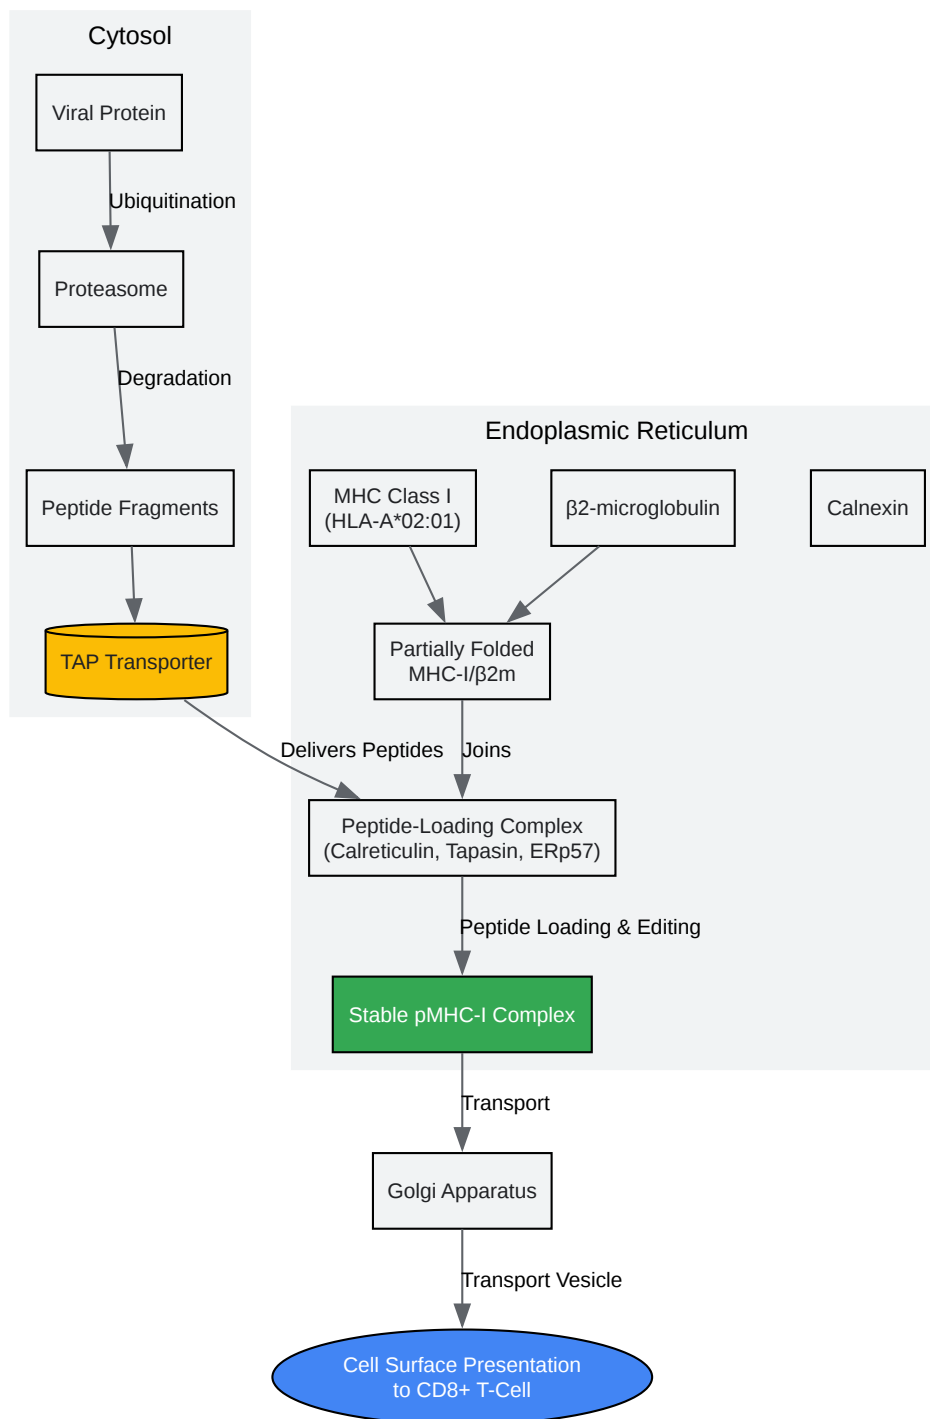 Cytosol
Viral Protein
Ubiquitination
Proteasome
Degradation
Peptide Fragments
TAP Transporter
Endoplasmic Reticulum
MHC Class I
(HLA-A*02:01)
β2-microglobulin
Calnexin
Partially Folded
MHC-I/β2m
Delivers Peptides
Joins
Peptide-Loading Complex
(Calreticulin, Tapasin, ERp57)
Peptide Loading & Editing
Stable pMHC-I Complex
Transport
Golgi Apparatus
Transport Vesicle
Cell Surface Presentation
to CD8+ T-Cell